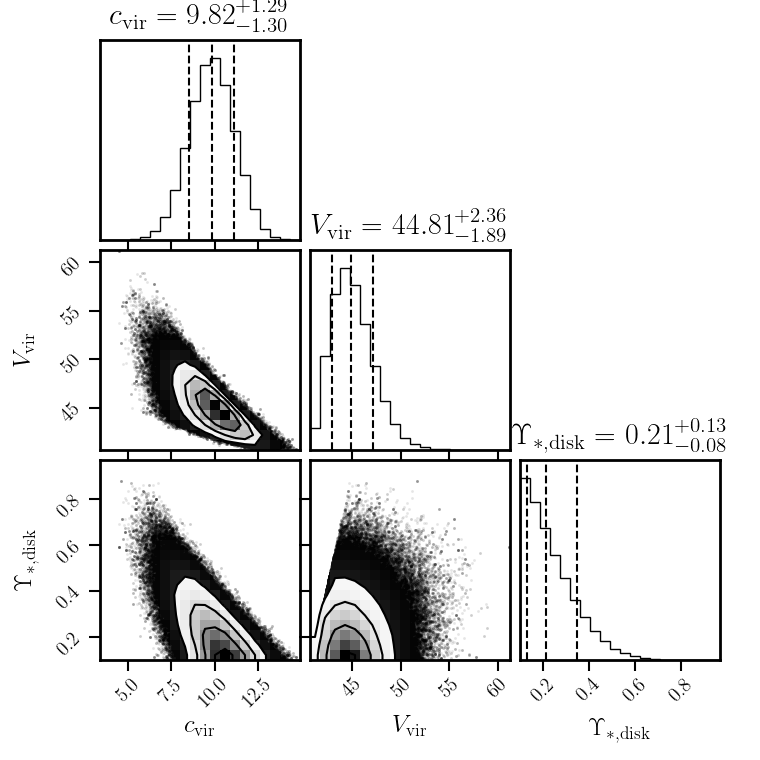 c_vir = 9.82^{+1.29}_{−1.30}
V_vir = 44.81^{+2.36}_{−1.89}
60
55
50
45
V_vir
Υ_{∗,disk} = 0.21^{+0.13}_{−0.08}
0.8
0.6
0.4
0.2
Υ_{∗,disk}
5.0 7.5 10.0 12.5
45 50 55 60
0.2 0.4 0.6 0.8
c_vir
V_vir
Υ_{∗,disk}